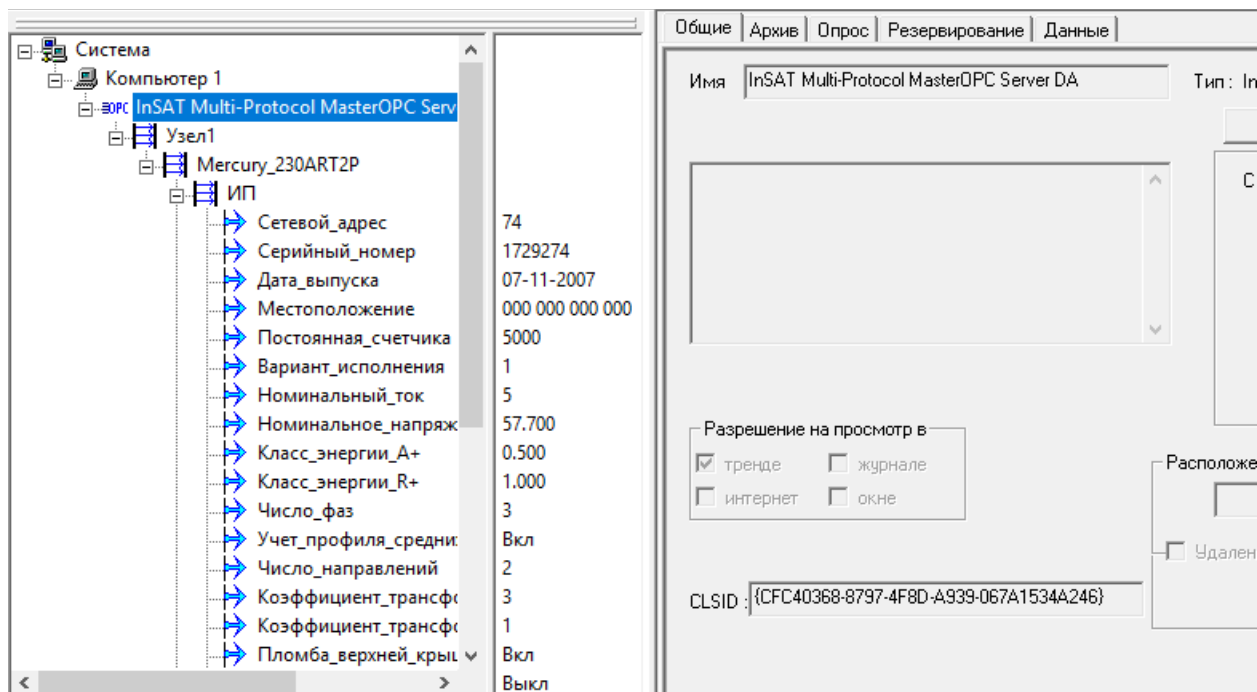 Система
Компьютер 1
InSAT Multi-Protocol MasterOPC Serv
Узел1
Mercury_230ART2P
ИП
Сетевой_адрес 74
Серийный_номер 1729274
Дата_выпуска 07-11-2007
Местоположение 000 000 000 000
Постоянная_счетчика 5000
Вариант_исполнения 1
Номинальный_ток 5
Номинальное_напряж 57.700
Класс_энергии_A+ 0.500
Класс_энергии_R+ 1.000
Число_фаз 3
Учет_профиля_средни Вкл
Число_направлений 2
Коэффициент_трансфо 3
Коэффициент_трансфо 1
Пломба_верхней_кры Вкл
Выкл
Общие Архив Опрос Резервирование Данные
Имя InSAT Multi-Protocol MasterOPC Server DA Тип : In
С
Разрешение на просмотр в
тренде журнале
интернет окне
Расположе
Удален
CLSID : {CFC40368-8797-4F8D-A939-067A1534A246}